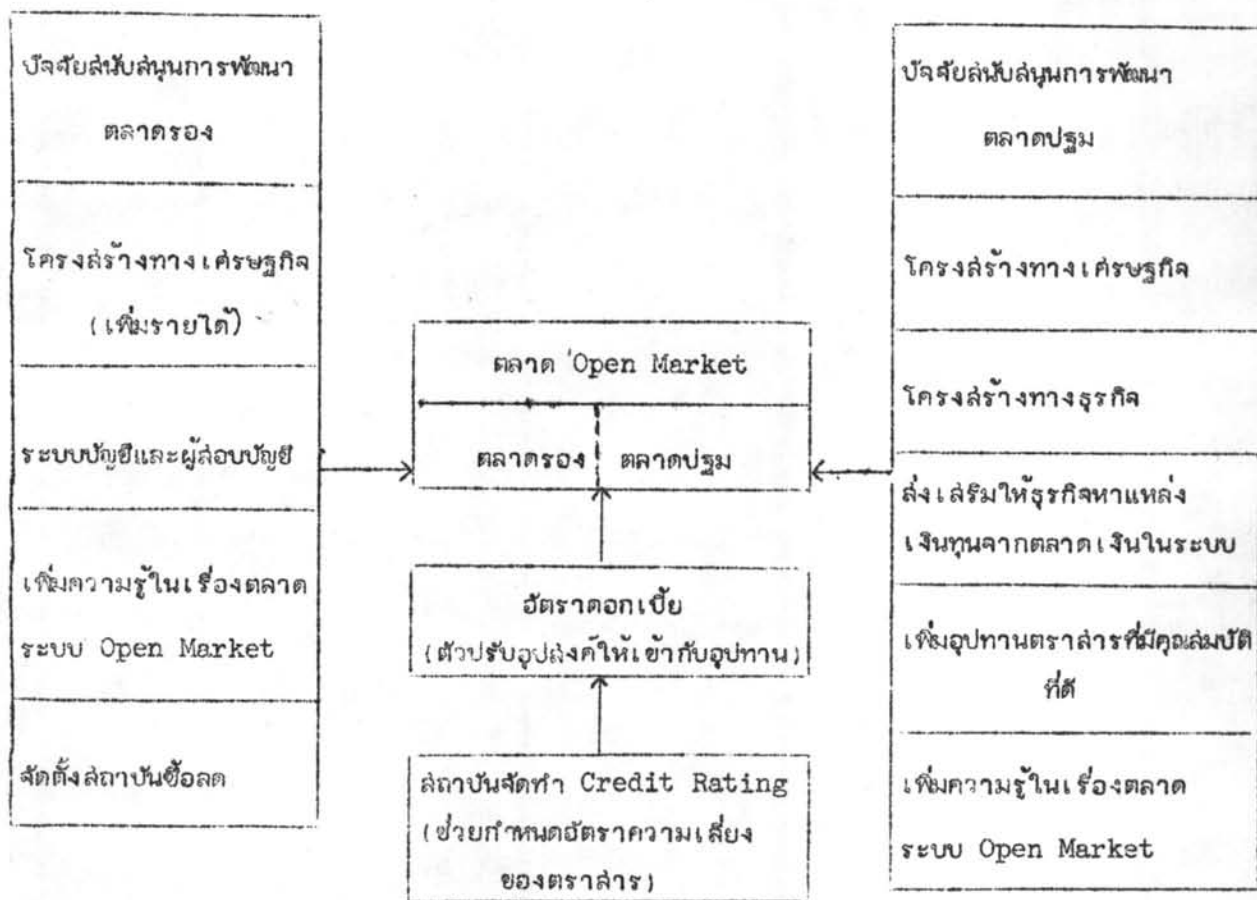 ปัจจัยสนับสนุนการพัฒนา
ตลาดรอง
โครงสร้างทางเศรษฐกิจ
(เพิ่มรายได้)
ระบบบัญชีและผู้สอบบัญชี
เพิ่มความรู้ในเรื่องตลาด
ระบบ Open Market
จัดตั้งสถาบันซื้อลด
ตลาด 'Open Market
ตลาดรอง ตลาดปฐม
อัตราดอกเบี้ย
(ตัวปรับอุปสงค์ให้เข้ากับอุปทาน)
สถาบันจัดทำ Credit Rating
(ช่วยกำหนดอัตราความเสี่ยง
ของตราสาร)
ปัจจัยสนับสนุนการพัฒนา
ตลาดปฐม
โครงสร้างทางเศรษฐกิจ
โครงสร้างทางธุรกิจ
ส่งเสริมให้ธุรกิจหาแหล่ง
เงินทุนจากตลาดเงินในระบบ
เพิ่มอุปทานตราสารที่มีคุณสมบัติ
ที่ดี
เพิ่มความรู้ในเรื่องตลาด
ระบบ Open Market